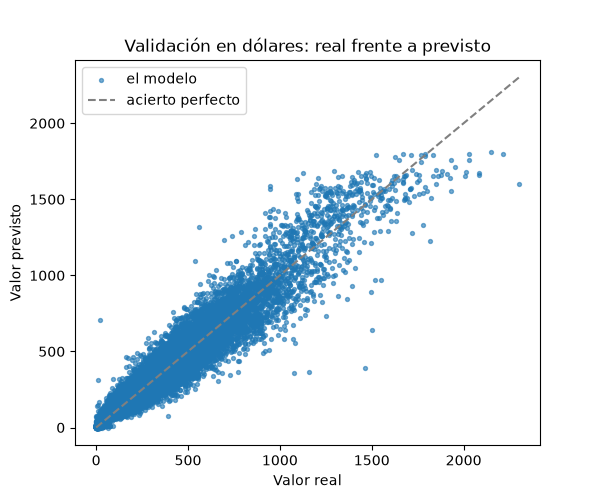 Validación en dólares: real frente a previsto
el modelo
acierto perfecto
Valor previsto
2000
1500
1000
500
0
0 500 1000 1500 2000
Valor real